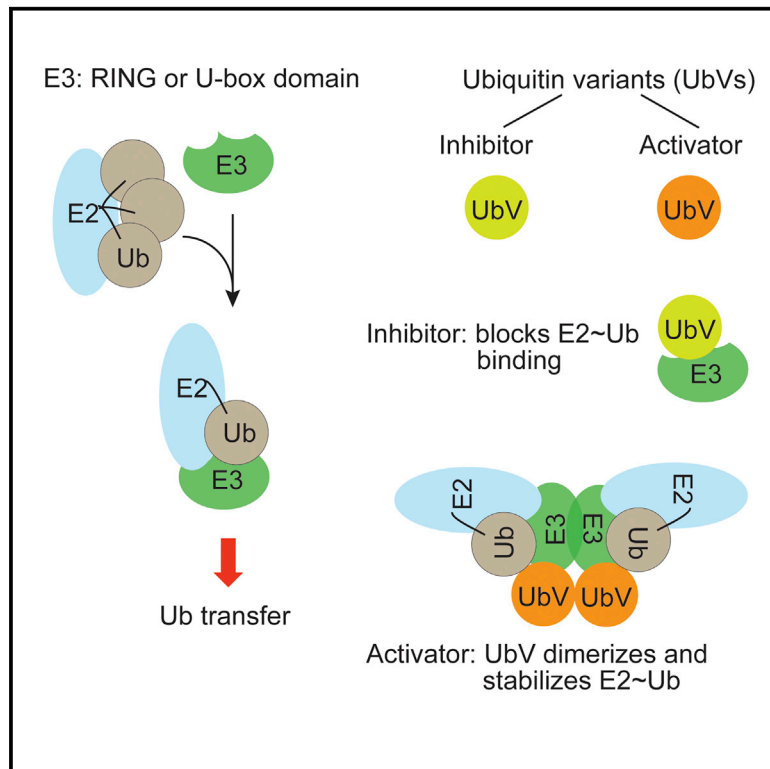 E3: RING or U-box domain
E3
E2
Ub
E2
Ub
E3
Ub transfer
Ubiquitin variants (UbVs)
Inhibitor
Activator
UbV
UbV
Inhibitor: blocks E2~Ub
binding
UbV
E3
E2
Ub
E3
E3
Ub
E2
UbV
UbV
Activator: UbV dimerizes and
stabilizes E2~Ub